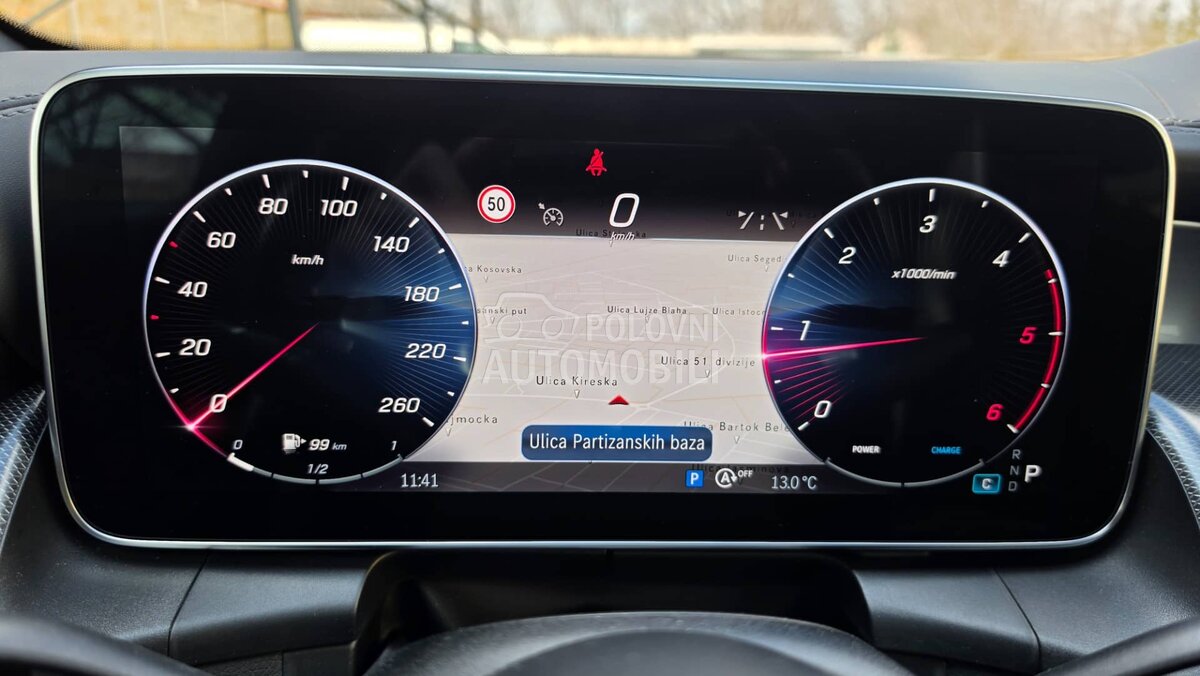 50
0
km/h
20
40
60
80
100
140
180
220
260
0
km/h
0
1/2
1
99 km
11:41
Kosovska
Ulica Seged
put
Ulica Lujze Blaha
Ulica
Ulica 51. divizije
Ulica Kireska
Ulica Bartok
Ulica Partizanskih baza
POLOVNI
AUTOMOBILI
P
A OFF
13.0 °C
0
1
2
3
4
5
6
x1000/min
POWER
CHARGE
C
R
N
D
P